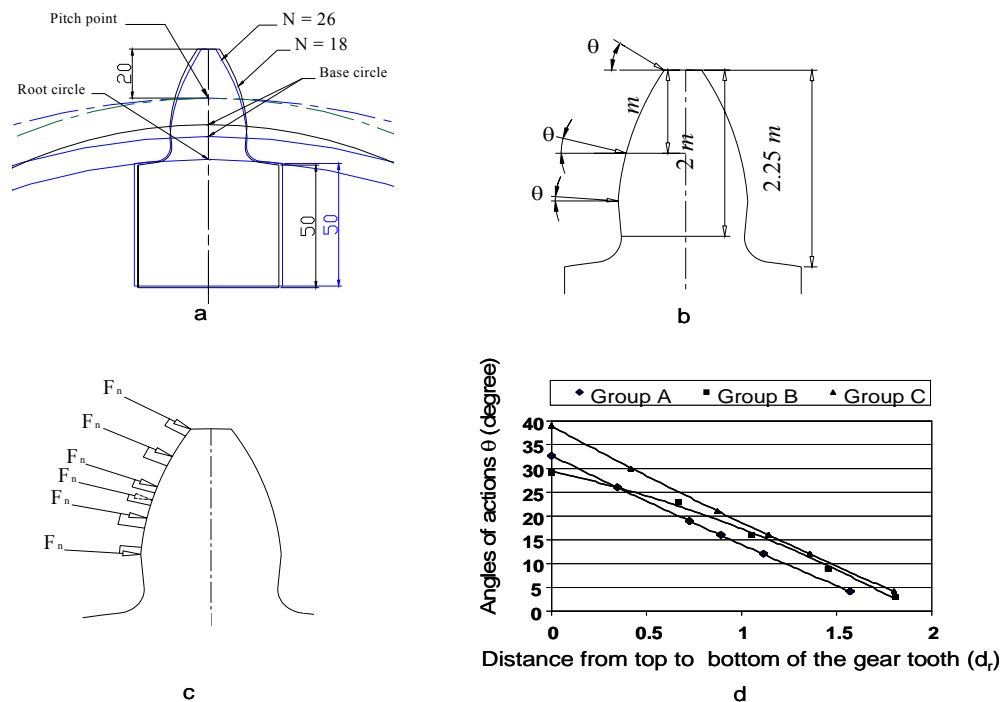 Pitch point
N = 26
N = 18
20
Base circle
Root circle
50
50
a
θ
θ
θ
m
2 m
2.25 m
b
Fn
Fn
Fn
Fn
Fn
Fn
c
Group A
Group B
Group C
Angles of actions θ (degree)
40
35
30
25
20
15
10
5
0
0
0.5
1
1.5
2
Distance from top to bottom of the gear tooth (dr)
d